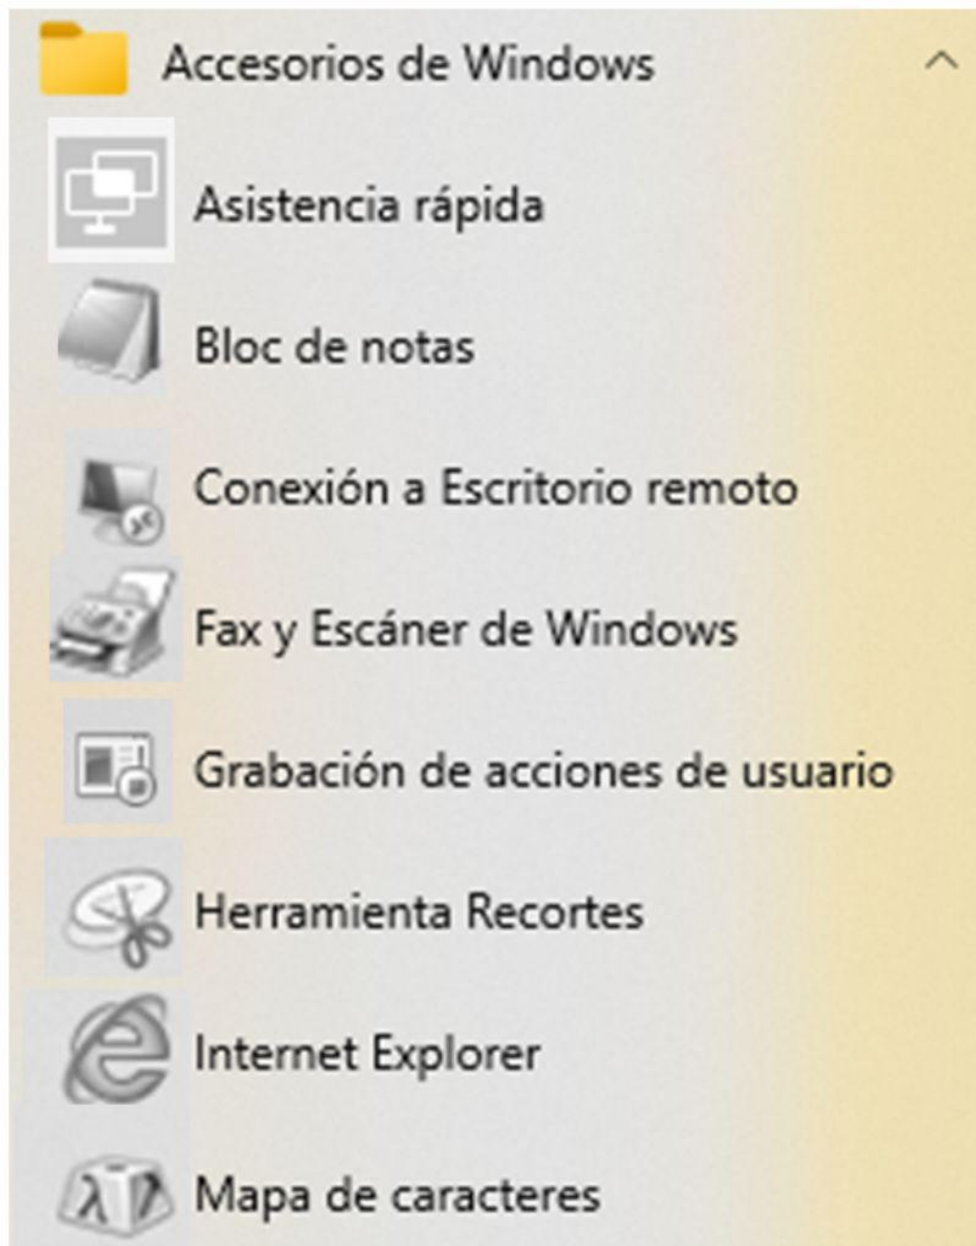 Accesorios de Windows
Asistencia rápida
Bloc de notas
Conexión a Escritorio remoto
Fax y Escáner de Windows
Grabación de acciones de usuario
Herramienta Recortes
Internet Explorer
Mapa de caracteres